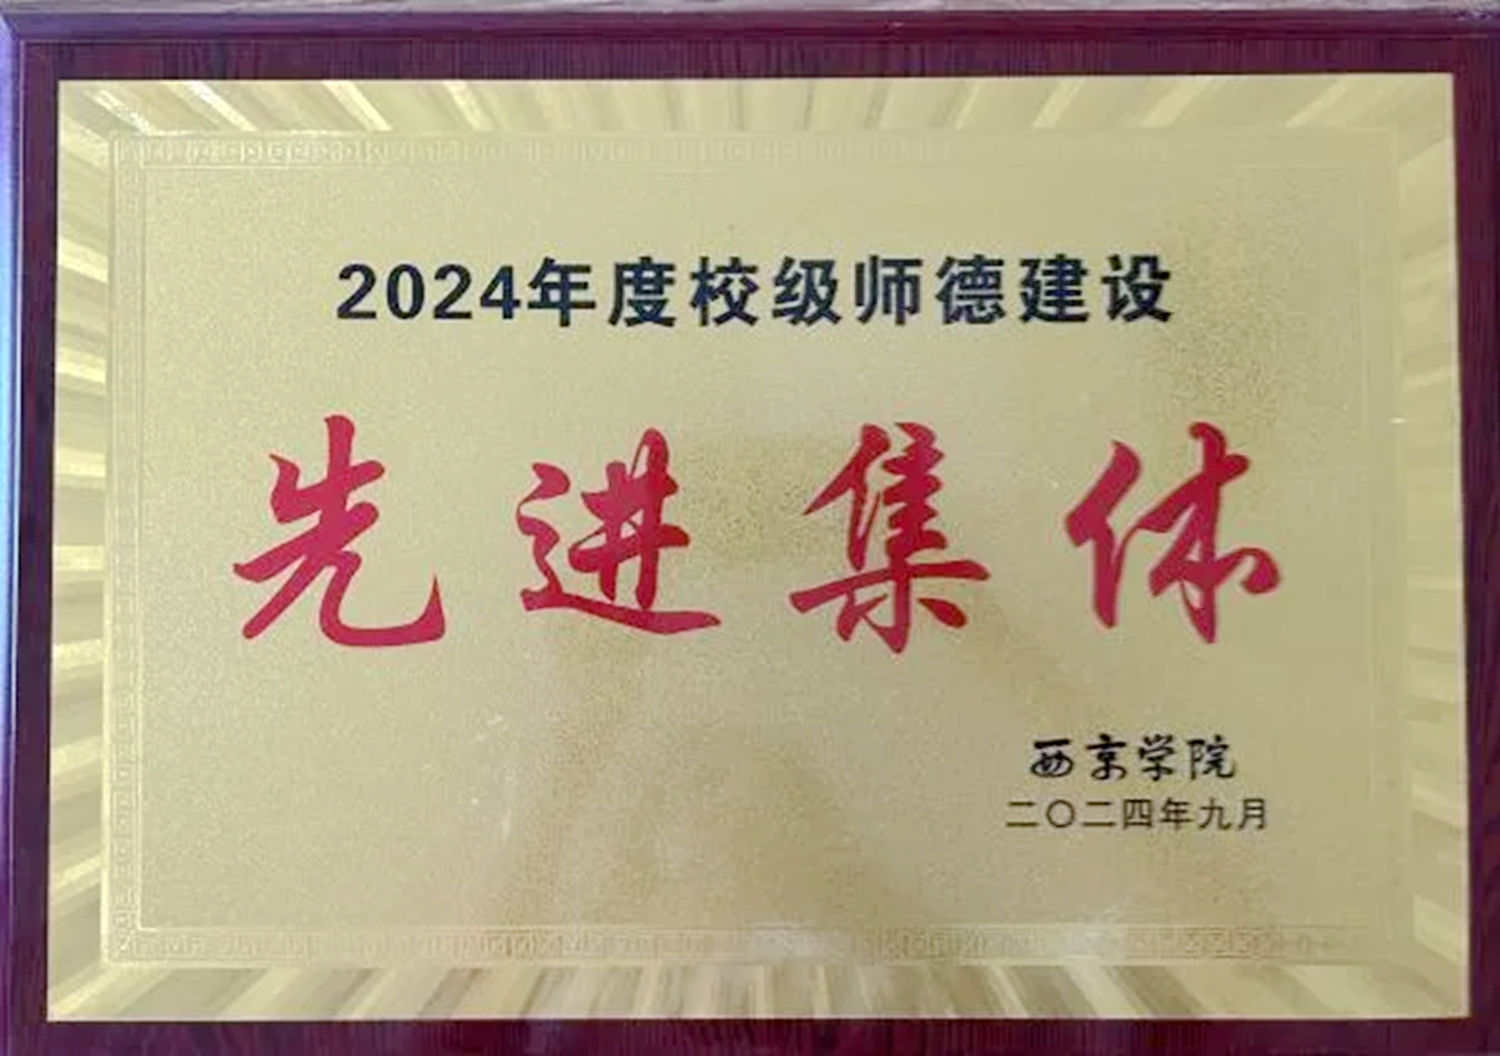 2024年度校级师德建设
先进集体
西京学院
二〇二四年九月